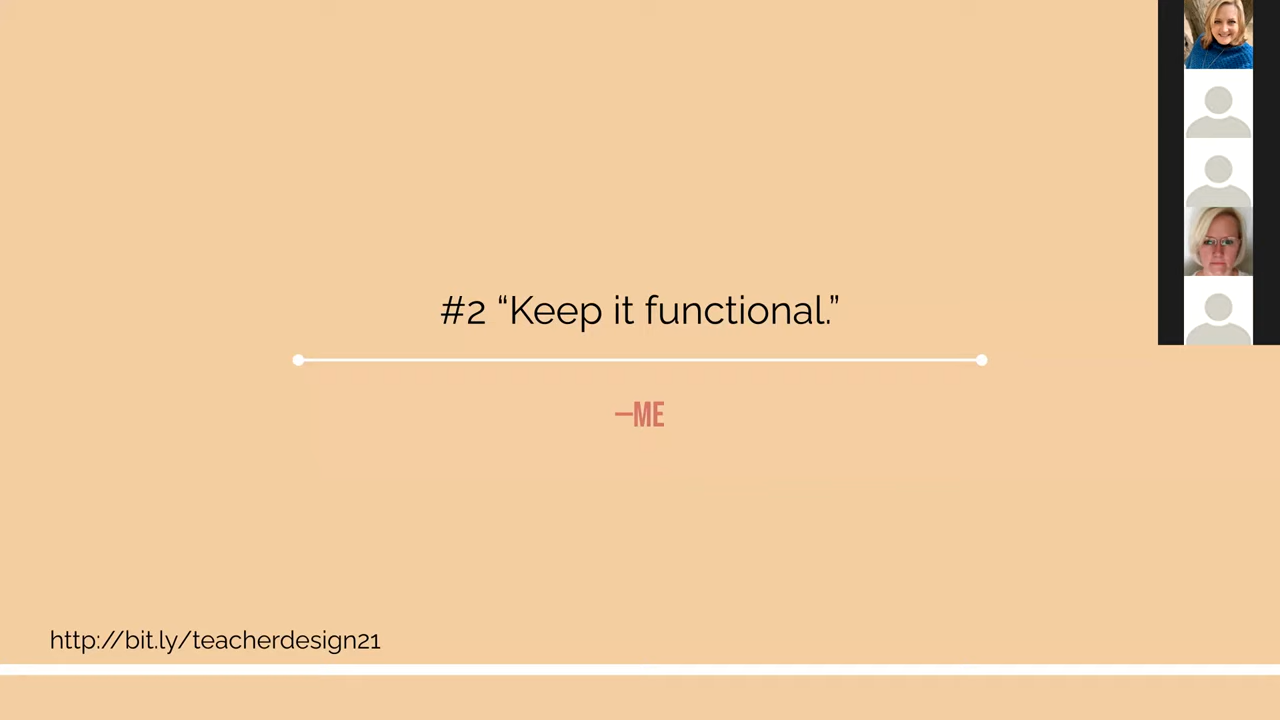 #2 “Keep it functional.”
—ME
http://bit.ly/teacherdesign21